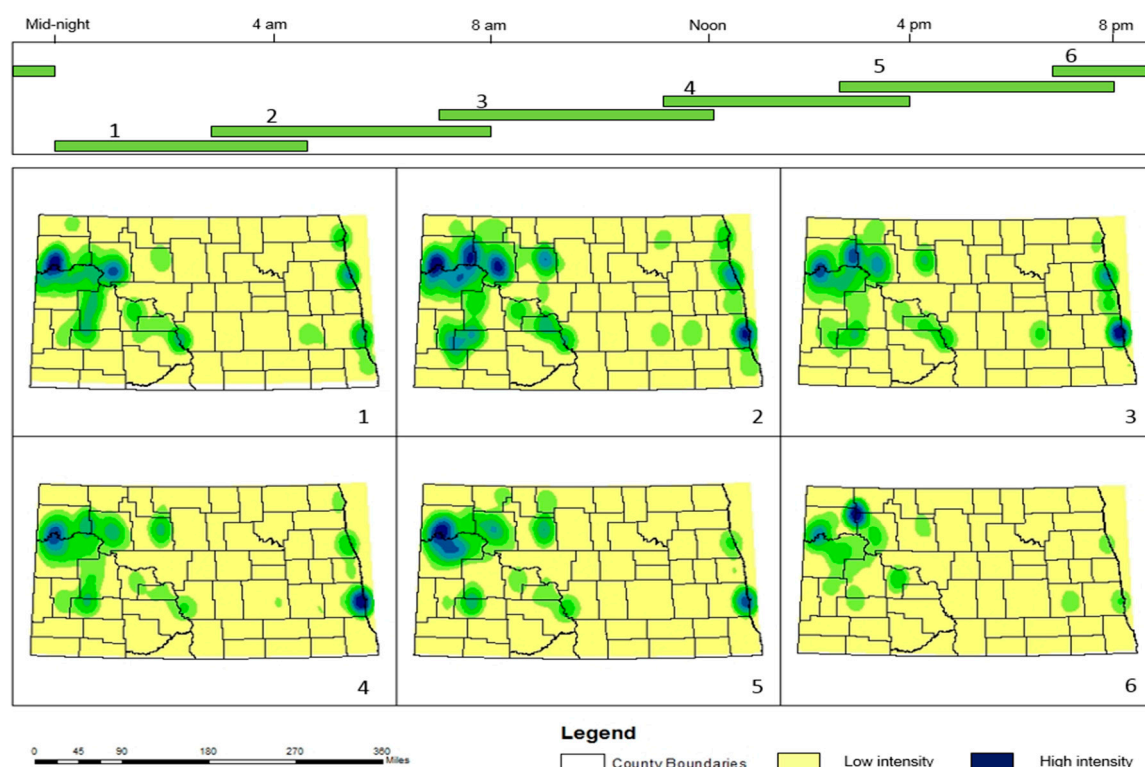 Mid-night 4 am 8 am Noon 4 pm 8 pm
6
5
4
3
2
1
1 2 3
4 5 6
Legend
0 45 90 180 270 360 Miles
County Boundaries Low intensity High intensity